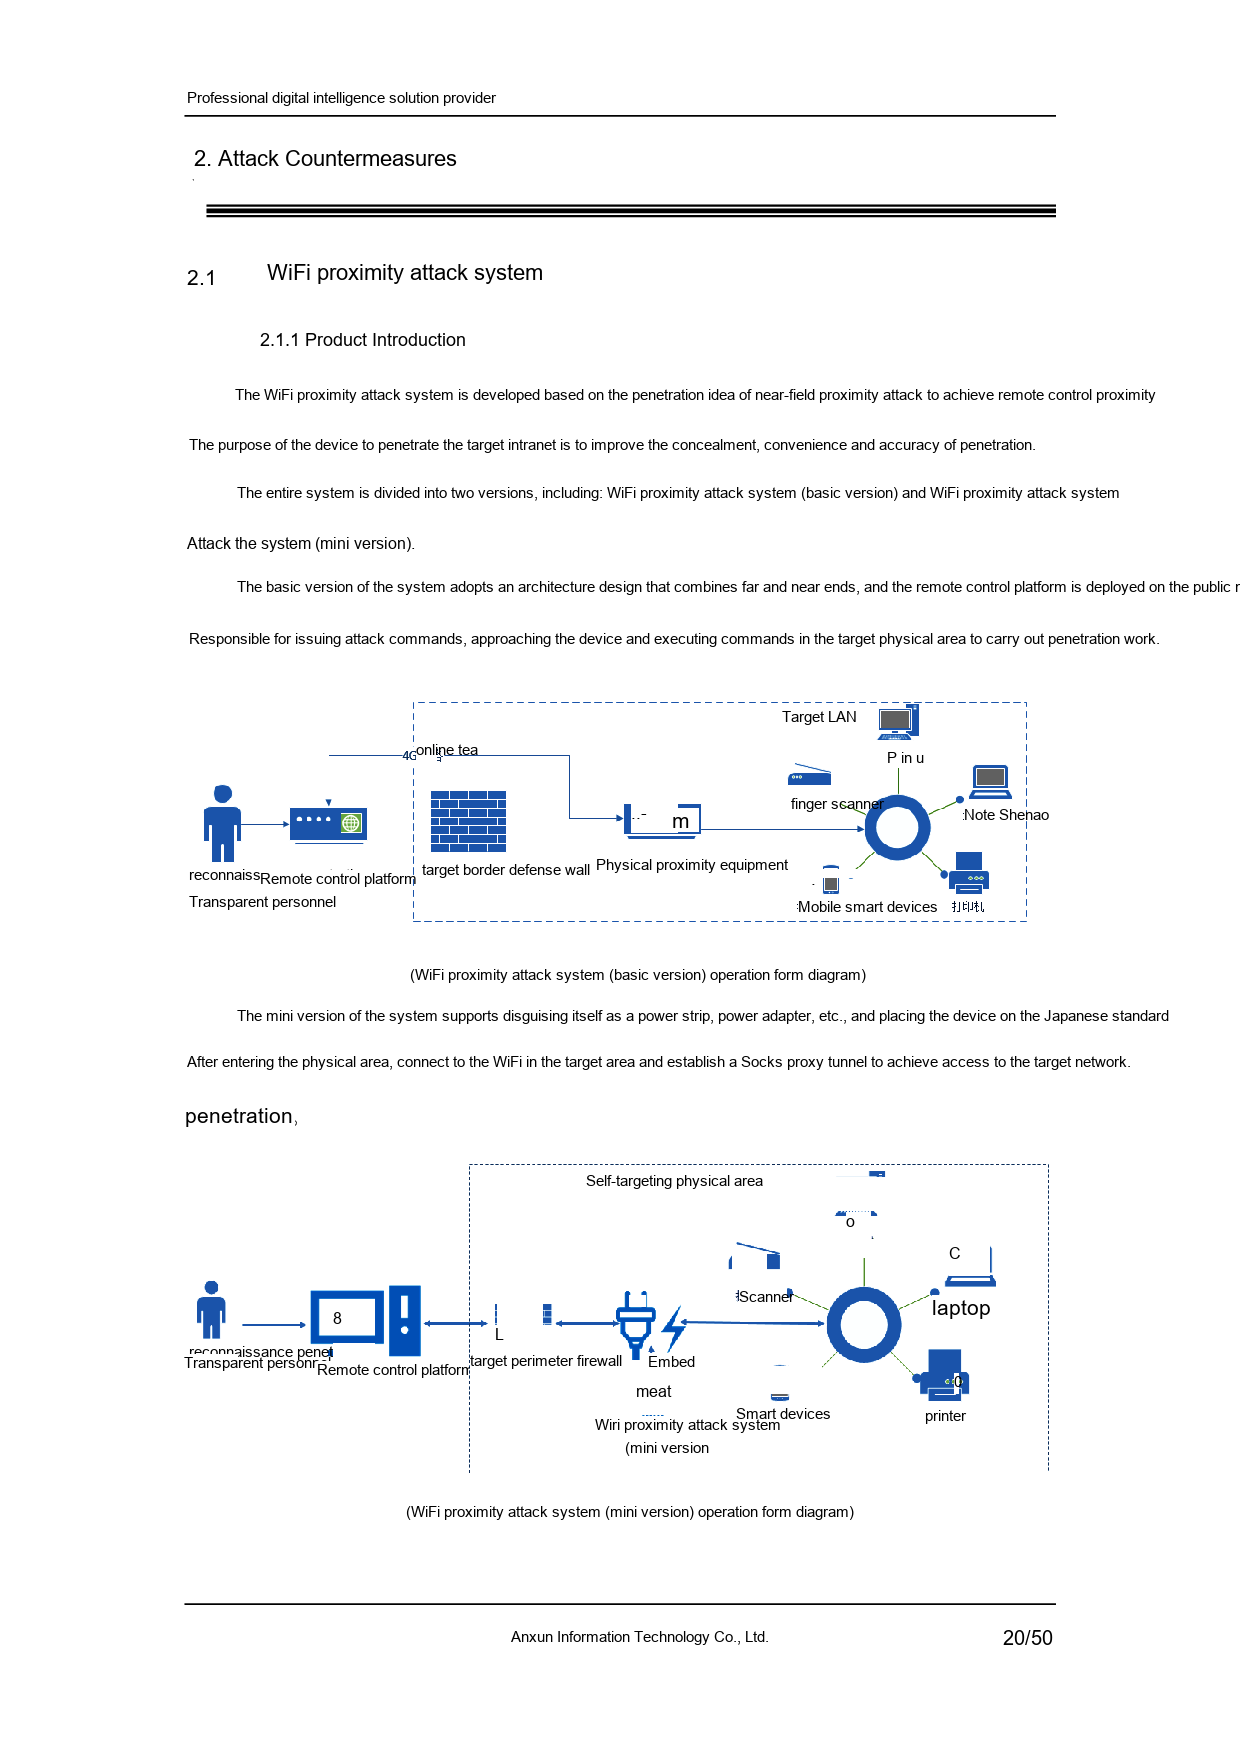 Professional digital intelligence solution provider
2. Attack Countermeasures
2.1 WiFi proximity attack system
2.1.1 Product Introduction
The WiFi proximity attack system is developed based on the penetration idea of near-field proximity attack to achieve remote control proximity
The purpose of the device to penetrate the target intranet is to improve the concealment, convenience and accuracy of penetration.
The entire system is divided into two versions, including: WiFi proximity attack system (basic version) and WiFi proximity attack system
Attack the system (mini version).
The basic version of the system adopts an architecture design that combines far and near ends, and the remote control platform is deployed on the public
Responsible for issuing attack commands, approaching the device and executing commands in the target physical area to carry out penetration work.
Target LAN
4G online tea
P in u
finger scanner
Note Shenao
m
target border defense wall
Physical proximity equipment
reconnaiss
Remote control platform
Transparent personnel
Mobile smart devices
打印机
(WiFi proximity attack system (basic version) operation form diagram)
The mini version of the system supports disguising itself as a power strip, power adapter, etc., and placing the device on the Japanese standard
After entering the physical area, connect to the WiFi in the target area and establish a Socks proxy tunnel to achieve access to the target network.
penetration,
Self-targeting physical area
o
C
Scanner
laptop
8
L
reconnaissance penet
Transparent personr
Remote control platform
target perimeter firewall
Embed
meat
0
Smart devices
printer
Wiri proximity attack system
(mini version
(WiFi proximity attack system (mini version) operation form diagram)
Anxun Information Technology Co., Ltd.
20/50